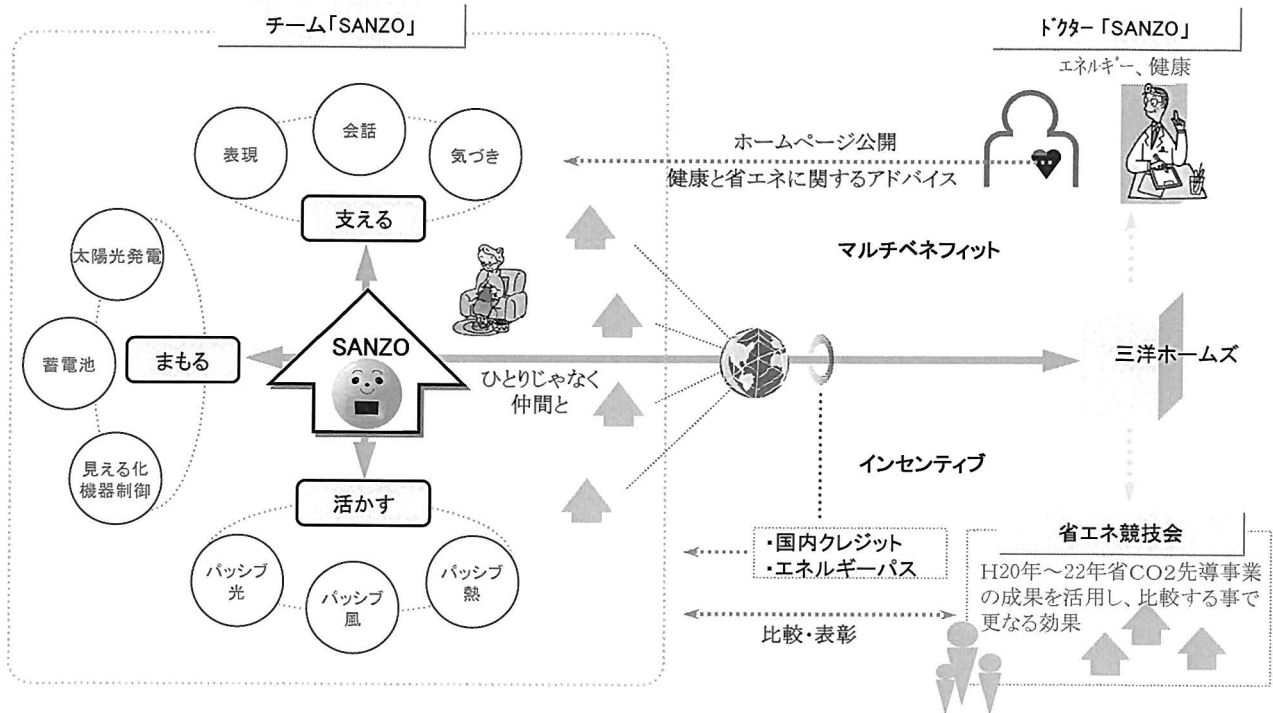 チーム「SANZO」
ドクター「SANZO」
エネルギー、健康
会話
表現
気づき
支える
ホームページ公開
健康と省エネに関するアドバイス
太陽光発電
マルチベネフィット
蓄電池
まもる
SANZO
三洋ホームズ
ひとりじゃなく
仲間と
見える化
機器制御
インセンティブ
活かす
パッシブ
光
パッシブ
風
パッシブ
熱
・国内クレジット
・エネルギーパス
比較・表彰
省エネ競技会
H20年～22年省CO2先導事業
の成果を活用し、比較する事で
更なる効果